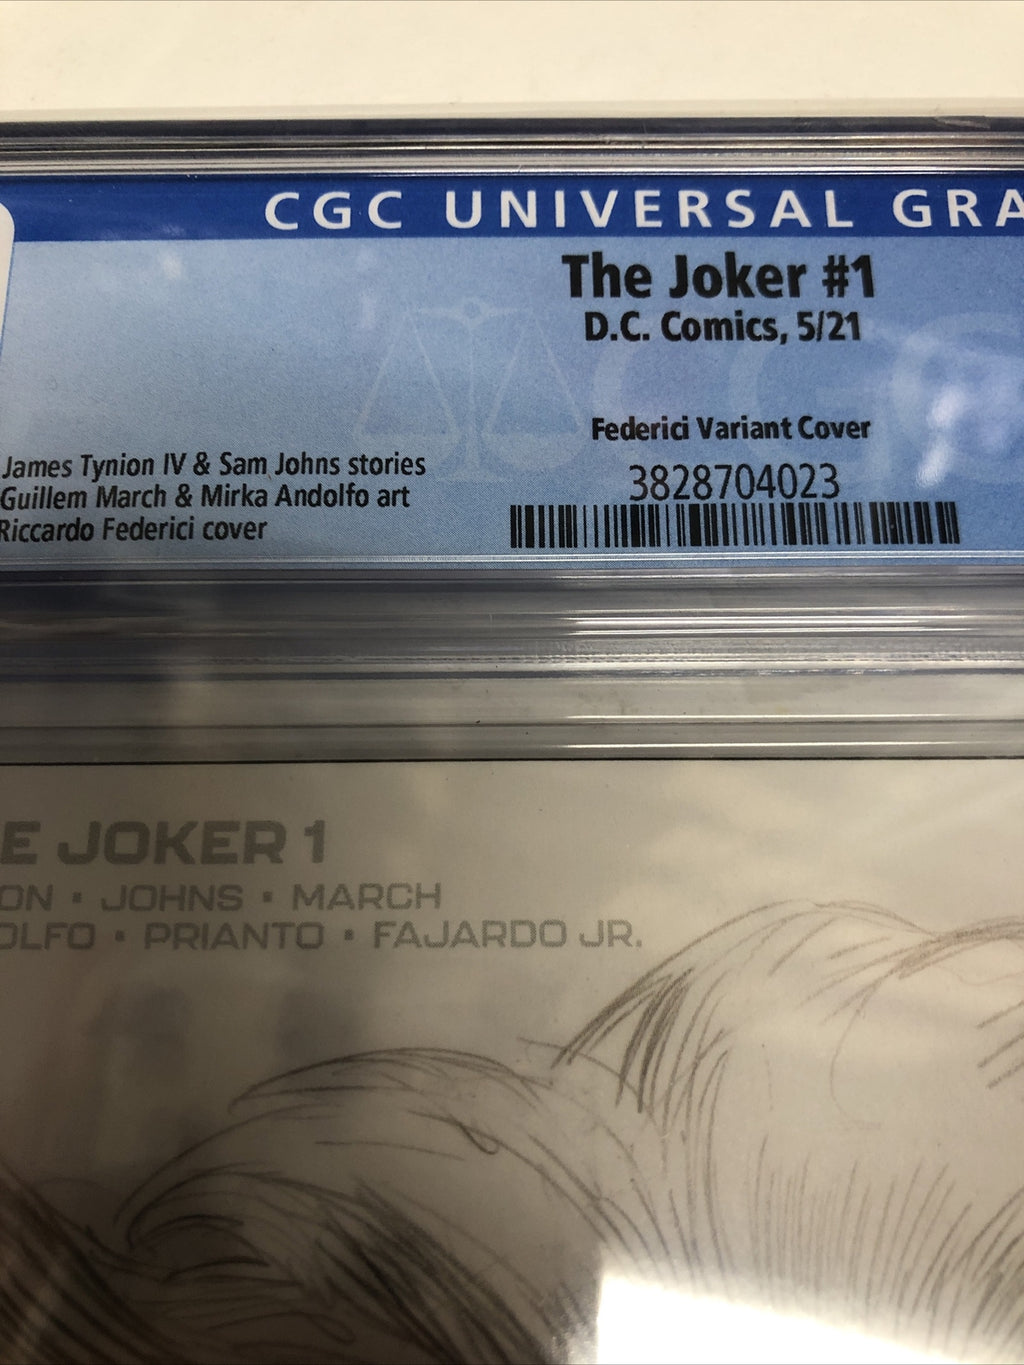 CGC UNIVERSAL GRA
The Joker #1
D.C. Comics, 5/21
Federici Variant Cover
James Tynion IV & Sam Johns stories
Guillem March & Mirka Andolfo art
Riccardo Federici cover
3828704023
E JOKER 1
ON • JOHNS • MARCH
OLFO • PRIANTO • FAJARDO JR.